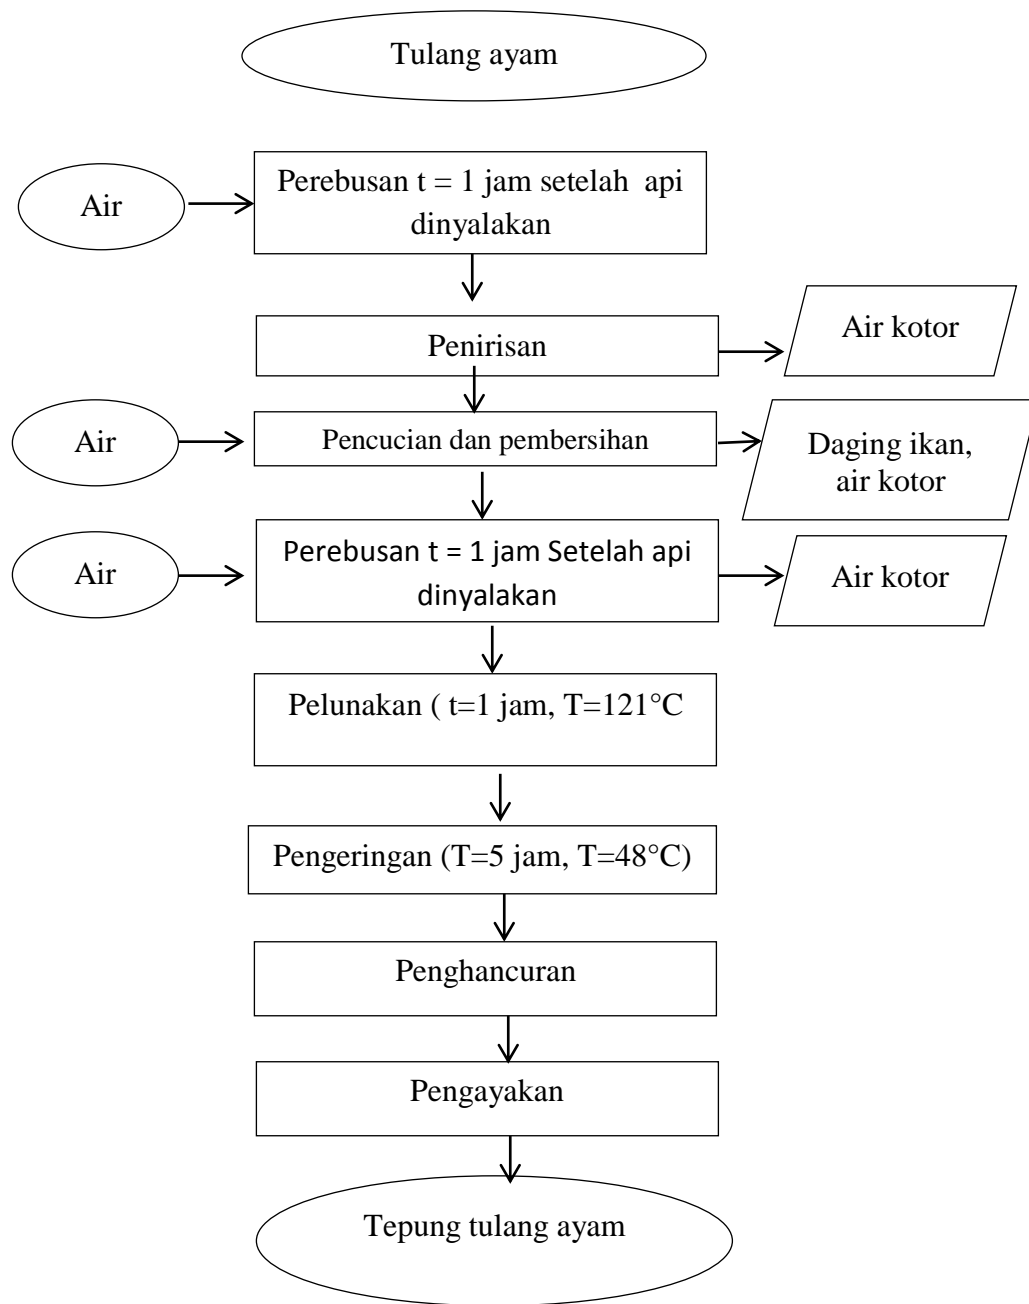 Tulang ayam
Air
Perebusan t = 1 jam setelah  api
dinyalakan
Penirisan
Air kotor
Air
Pencucian dan pembersihan
Daging ikan,
air kotor
Air
Perebusan t = 1 jam Setelah api
dinyalakan
Air kotor
Pelunakan ( t=1 jam, T=121°C
Pengeringan (T=5 jam, T=48°C)
Penghancuran
Pengayakan
Tepung tulang ayam